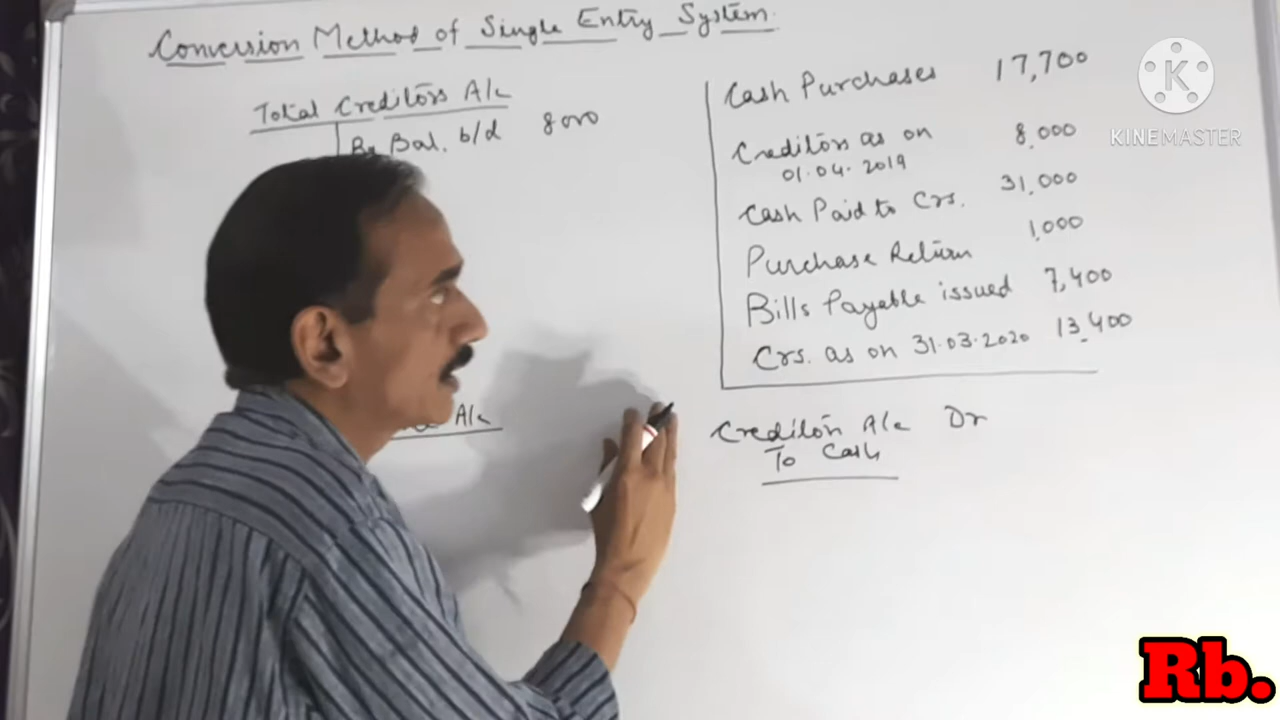 Conversion Method of Single Entry System
Total Creditors A/c
By Bal. b/d 8000
A/c
Cash Purchases 17,700
Creditors as on 8,000
01.04.2019
Cash Paid to Crs. 31,000
Purchase Return 1,000
Bills Payable issued 7,400
Crs. as on 31.03.2020 13,400
Creditors A/c Dr
To Cash
KINEMASTER
Rb.